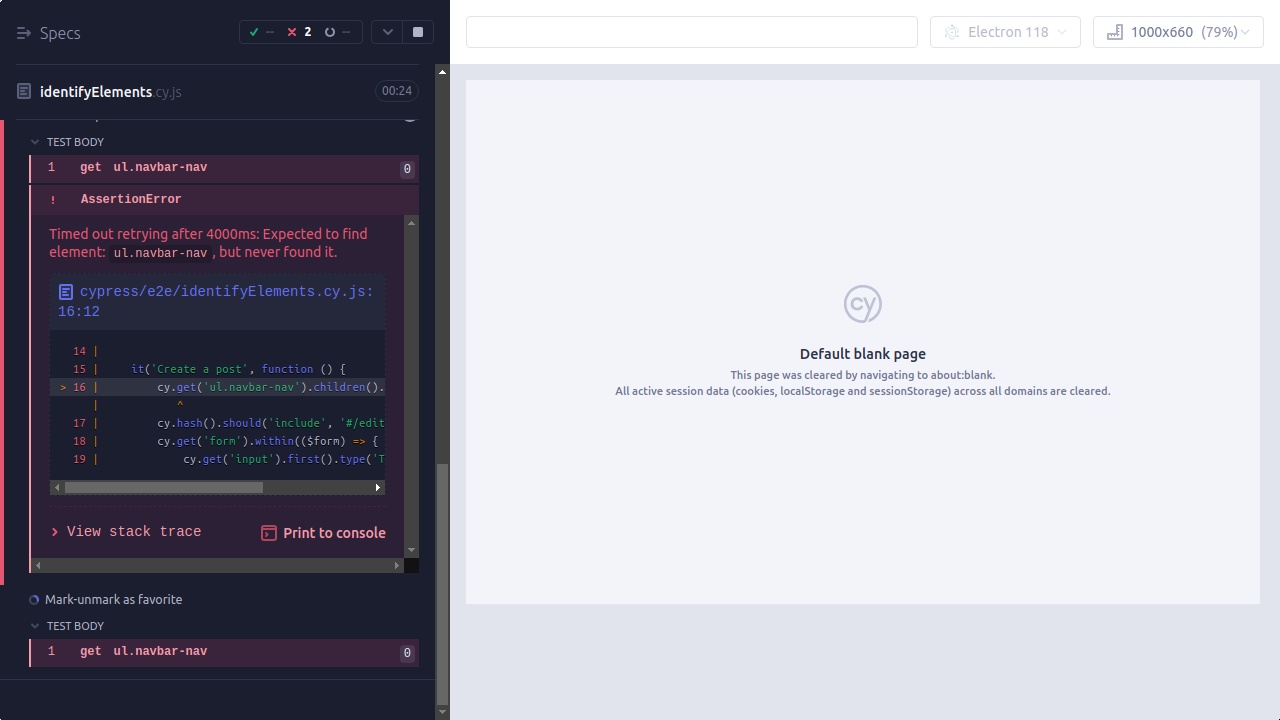 Specs
--
2
--
Electron 118
1000x660 (79%)
identifyElements.cy.js
00:24
TEST BODY
1 get ul.navbar-nav 0
! AssertionError
Timed out retrying after 4000ms: Expected to find
element: ul.navbar-nav, but never found it.
cypress/e2e/identifyElements.cy.js:
16:12
14 |
15 | it('Create a post', function () {
> 16 | cy.get('ul.navbar-nav').children().
| ^
17 | cy.hash().should('include', '#/edit
18 | cy.get('form').within(($form) => {
19 | cy.get('input').first().type('T
View stack trace
Print to console
Mark-unmark as favorite
TEST BODY
1 get ul.navbar-nav 0
cy
Default blank page
This page was cleared by navigating to about:blank.
All active session data (cookies, localStorage and sessionStorage) across all domains are cleared.